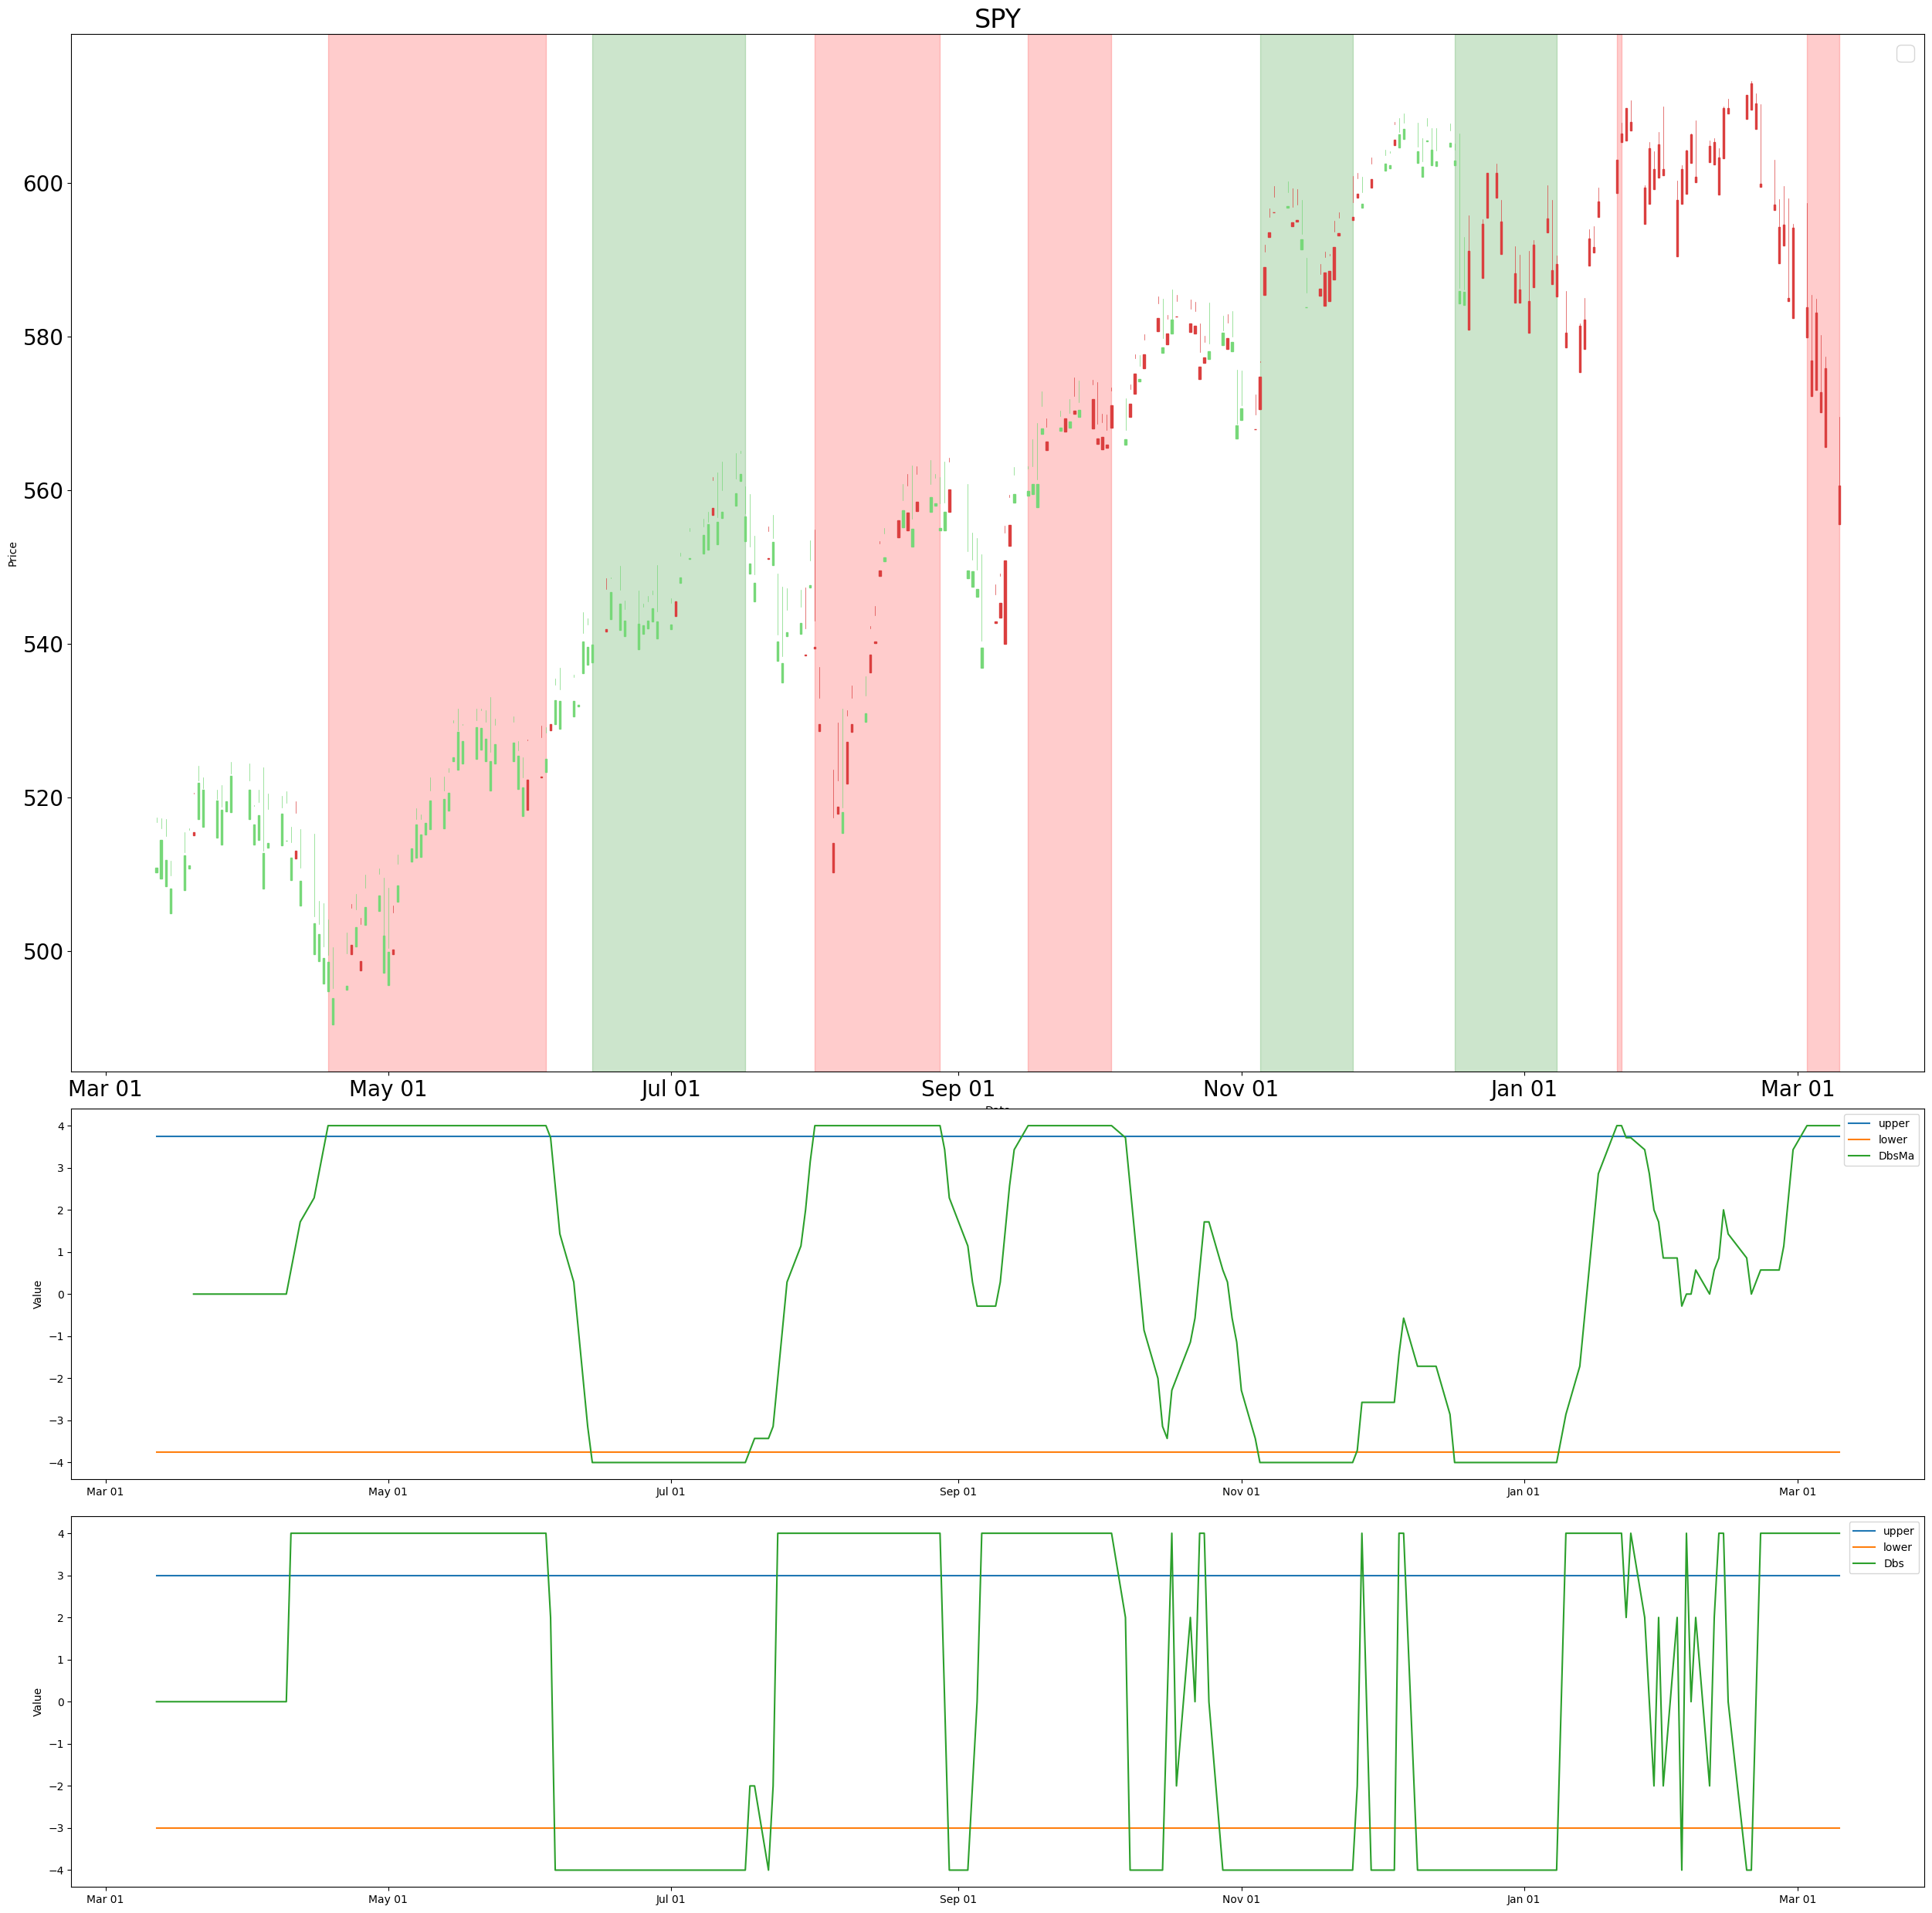 SPY
600
580
560
540
520
500
Price
Mar 01 May 01 Jul 01 Sep 01 Nov 01 Jan 01 Mar 01
Date
4
3
2
1
0
−1
−2
−3
−4
Value
upper
lower
DbsMa
Mar 01 May 01 Jul 01 Sep 01 Nov 01 Jan 01 Mar 01
4
3
2
1
0
−1
−2
−3
−4
Value
upper
lower
Dbs
Mar 01 May 01 Jul 01 Sep 01 Nov 01 Jan 01 Mar 01